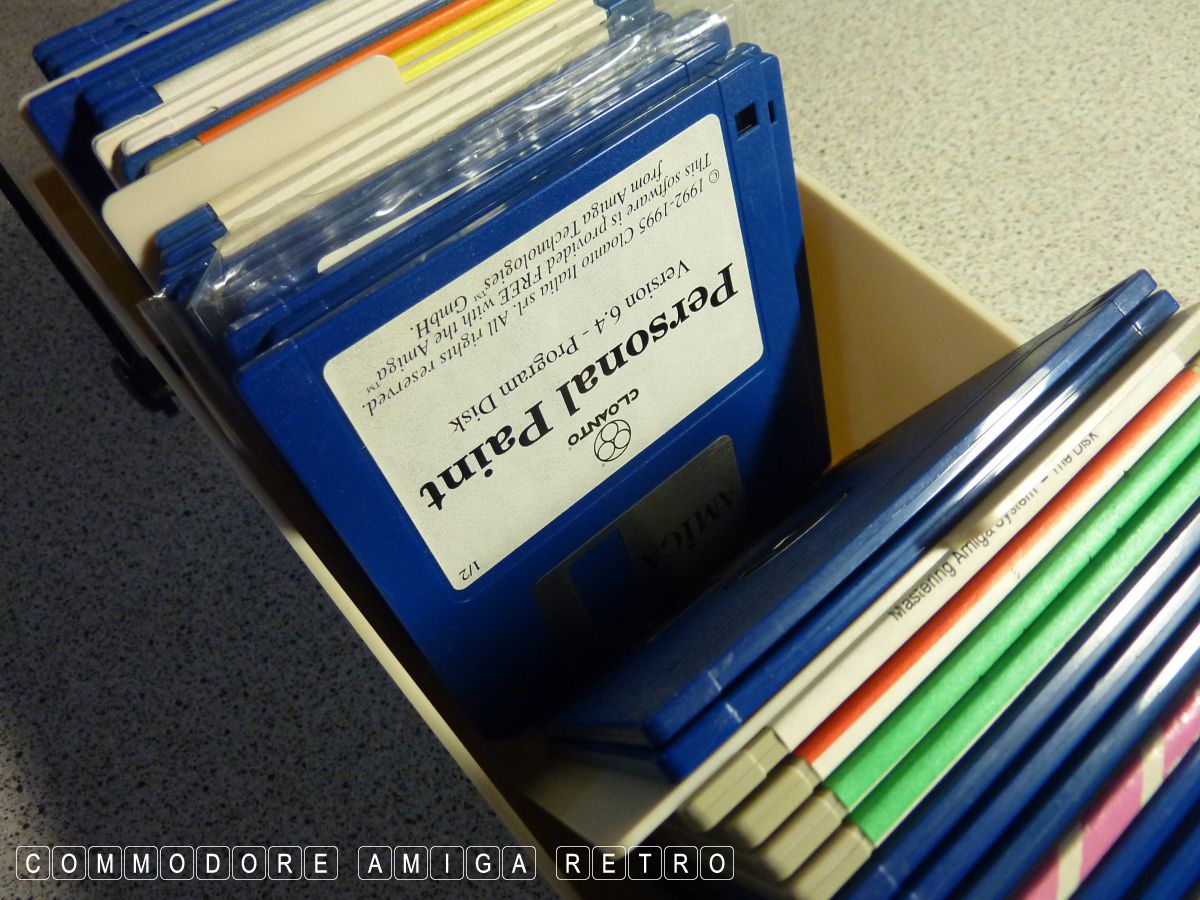 1/2
CLOANTO
Personal Paint
Version 6.4 - Program Disk
© 1992-1995 Cloanto Italia srl. All rights reserved.
This software is provided FREE with the Amiga™
from Amiga Technologies™ GmbH.
AMIGA
Mastering Amiga System – The Disk
COMMODORE AMIGA RETRO